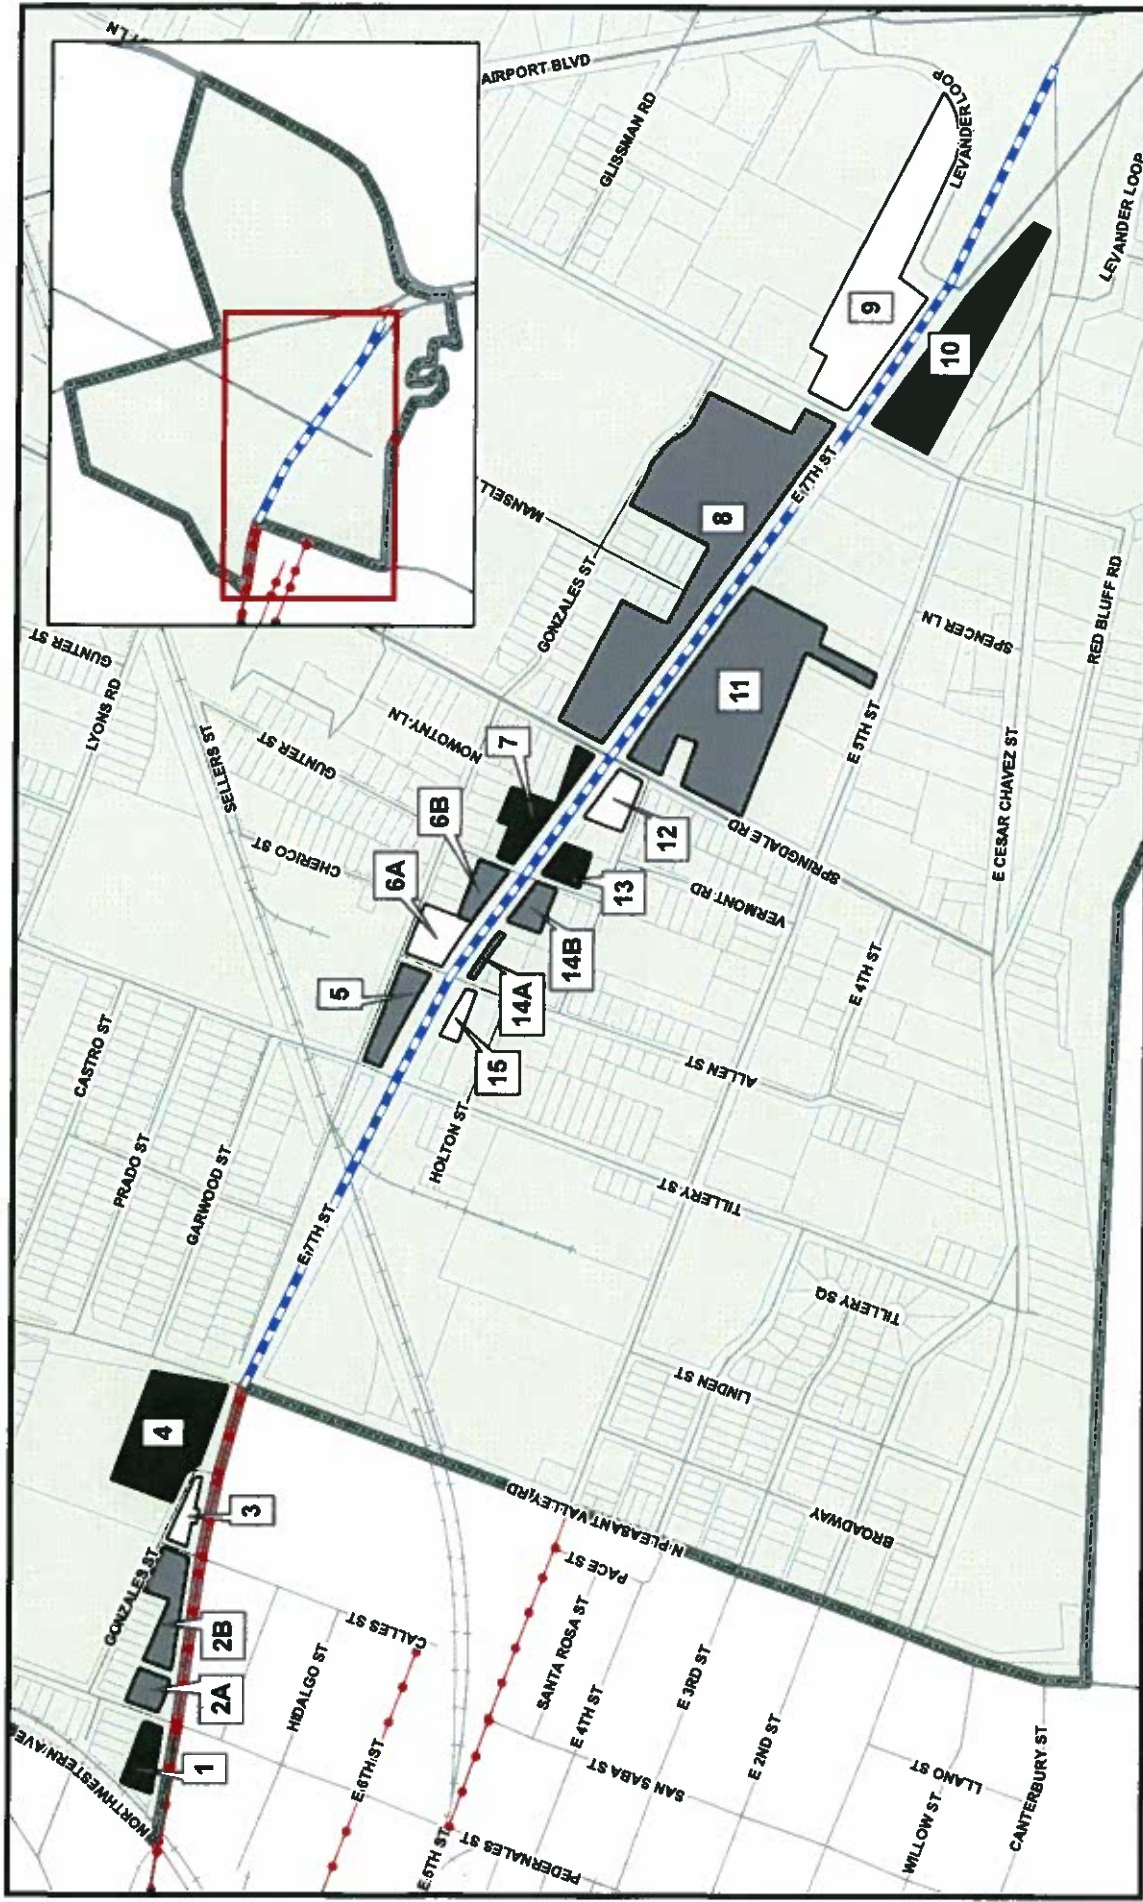 NORTHWESTERN AVE
GONZALES ST
1
2A
2B
3
4
HIDALGO ST
CALLES ST
E 6TH ST
E 5TH ST
PEDERNALES ST
SANTA ROSA ST
PACE ST
E 4TH ST
E 3RD ST
SAN SABA ST
E 2ND ST
WILLOW ST
LLANO ST
CANTERBURY ST
N PLEASANT VALLEY RD
BROADWAY
LINDEN ST
TILLERY SQ
TILLERY ST
E 7TH ST
GARWOOD ST
PRADO ST
CASTRO ST
HOLTON ST
ALLEN ST
5
6A
6B
7
15
14A
14B
13
12
CHERICO ST
GUNTER ST
SELLERS ST
LYONS RD
GUNTER ST
NOWOTNY LN
VERMONT RD
SPRINGDALE RD
E 4TH ST
E 5TH ST
E CESAR CHAVEZ ST
GONZALES ST
MANSELL
8
11
E 7TH ST
SPENCER LN
RED BLUFF RD
9
10
GLISSMAN RD
AIRPORT BLVD
LEVANDER LOOP
LEVANDER LOOP